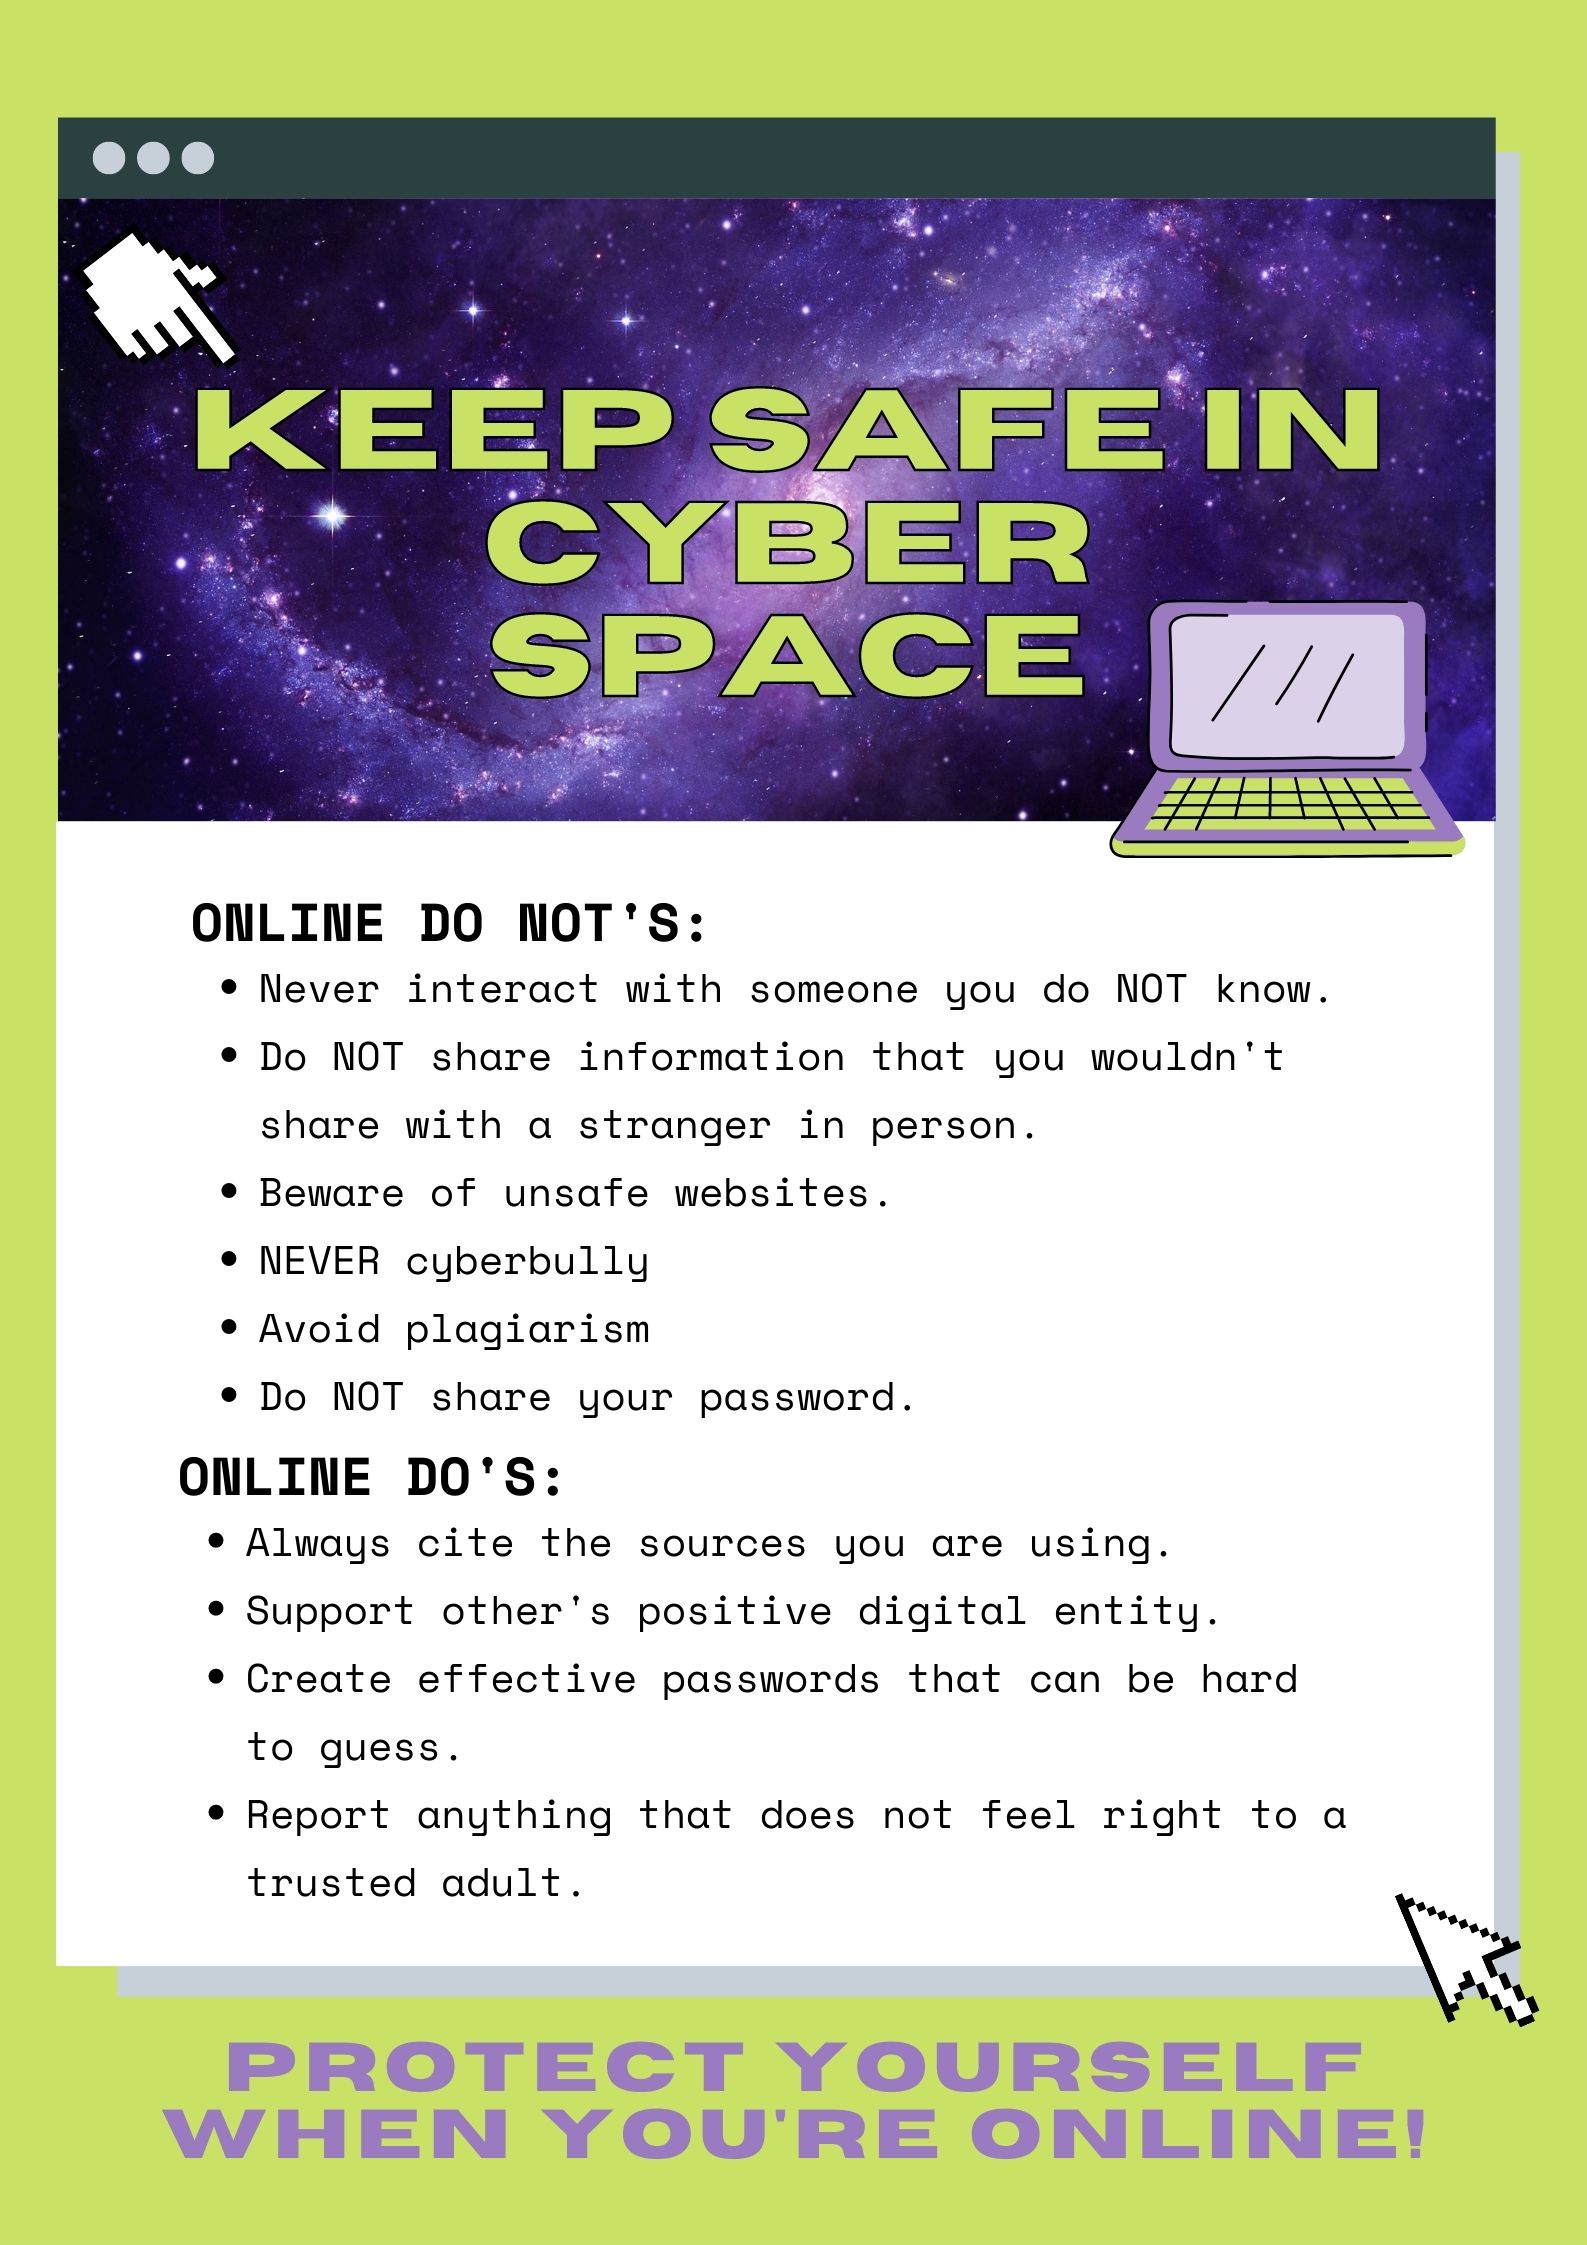 KEEP SAFE IN
CYBER
SPACE
ONLINE DO NOT'S:
• Never interact with someone you do NOT know.
• Do NOT share information that you wouldn't
share with a stranger in person.
• Beware of unsafe websites.
• NEVER cyberbully
• Avoid plagiarism
• Do NOT share your password.
ONLINE DO'S:
• Always cite the sources you are using.
• Support other's positive digital entity.
• Create effective passwords that can be hard
to guess.
• Report anything that does not feel right to a
trusted adult.
PROTECT YOURSELF
WHEN YOU'RE ONLINE!